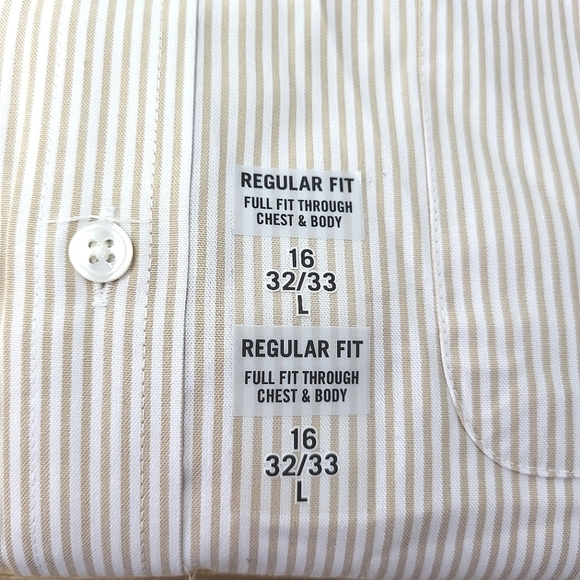 REGULAR FIT
FULL FIT THROUGH
CHEST & BODY
16
32/33
L
REGULAR FIT
FULL FIT THROUGH
CHEST & BODY
16
32/33
L